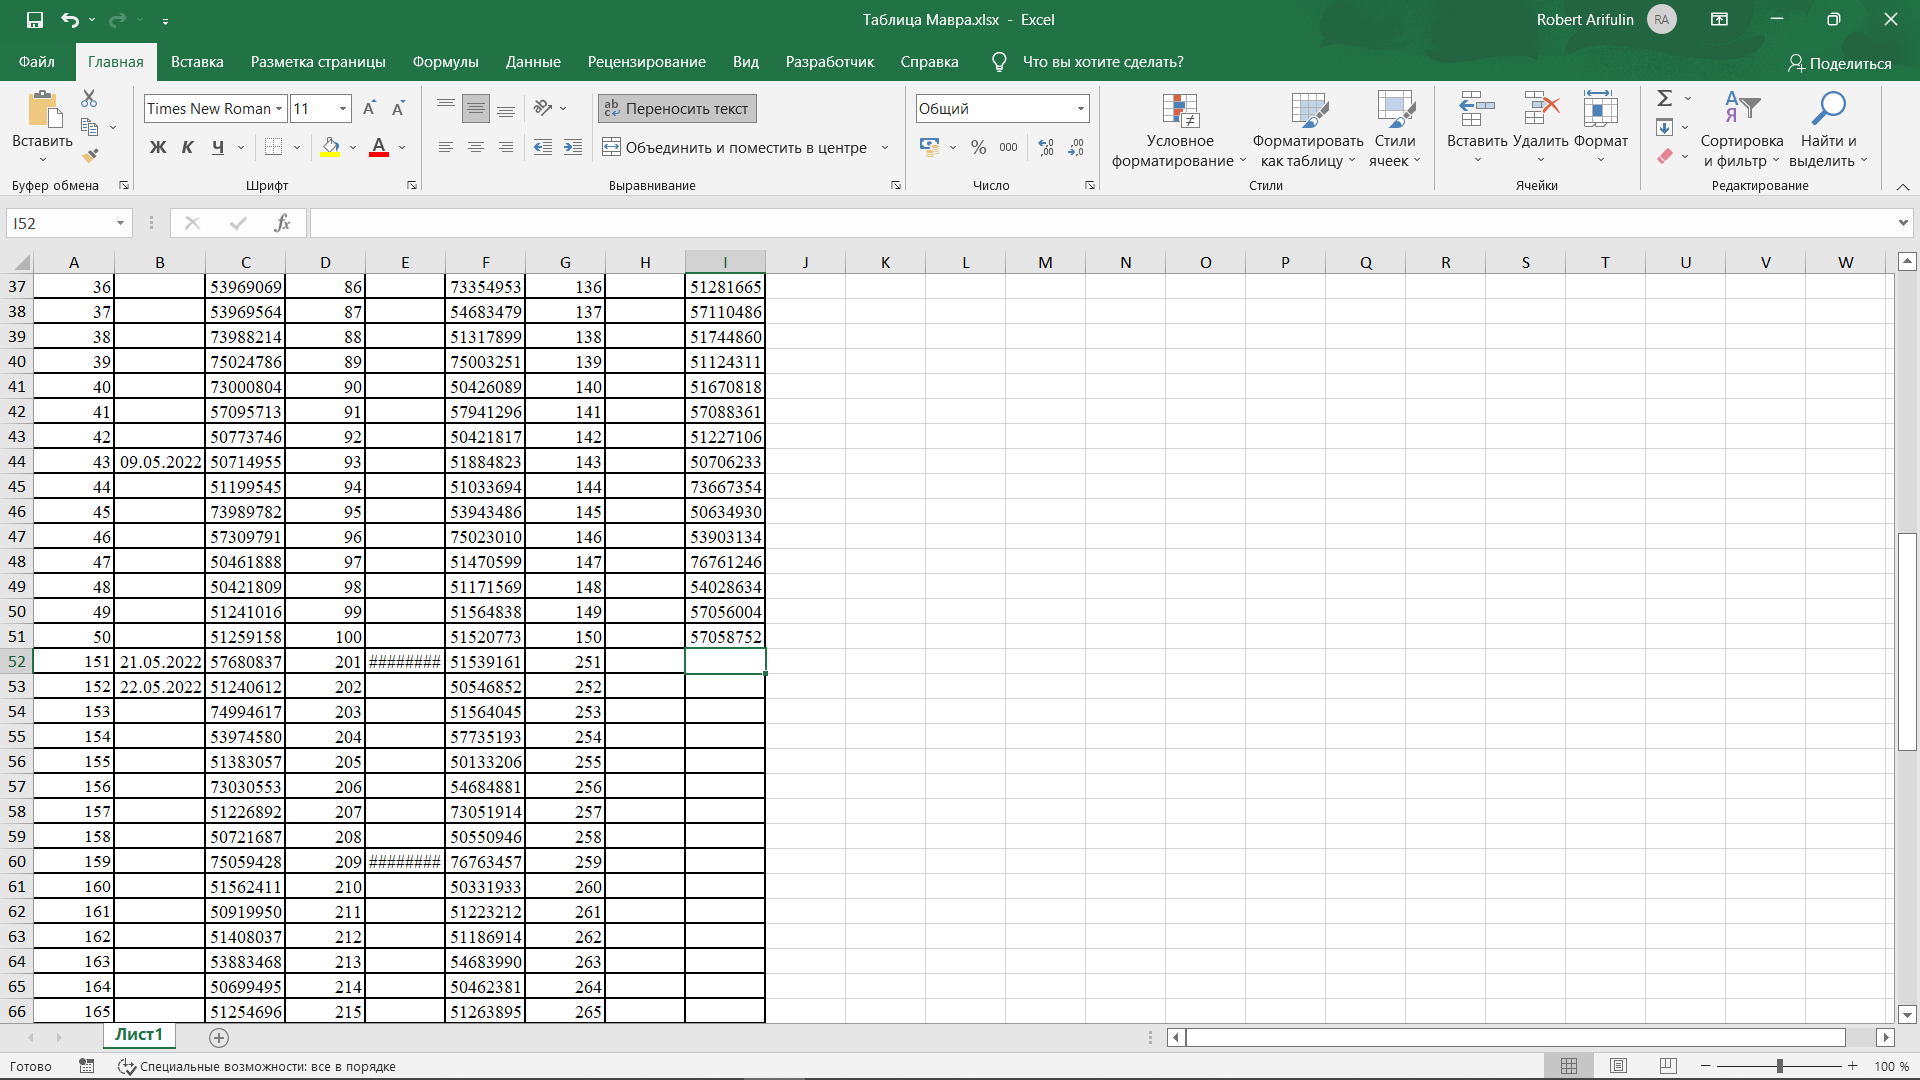 Таблица Мавра.xlsx - Excel
Robert Arifulin RA
Файл Главная Вставка Разметка страницы Формулы Данные Рецензирование Вид Разработчик Справка Что вы хотите сделать? Поделиться
Times New Roman 11 Переносить текст Общий
Вставить Ж К Ч Объединить и поместить в центре % 000
Условное форматирование
Форматировать как таблицу
Стили ячеек
Вставить Удалить Формат
Сортировка и фильтр
Найти и выделить
Буфер обмена Шрифт Выравнивание Число Стили Ячейки Редактирование
I52 fx
A B C D E F G H I J K L M N O P Q R S T U V W
37 36 53969069 86 73354953 136 51281665
38 37 53969564 87 54683479 137 57110486
39 38 73988214 88 51317899 138 51744860
40 39 75024786 89 75003251 139 51124311
41 40 73000804 90 50426089 140 51670818
42 41 57095713 91 57941296 141 57088361
43 42 50773746 92 50421817 142 51227106
44 43 09.05.2022 50714955 93 51884823 143 50706233
45 44 51199545 94 51033694 144 73667354
46 45 73989782 95 53943486 145 50634930
47 46 57309791 96 75023010 146 53903134
48 47 50461888 97 51470599 147 76761246
49 48 50421809 98 51171569 148 54028634
50 49 51241016 99 51564838 149 57056004
51 50 51259158 100 51520773 150 57058752
52 151 21.05.2022 57680837 201 ######## 51539161 251
53 152 22.05.2022 51240612 202 50546852 252
54 153 74994617 203 51564045 253
55 154 53974580 204 57735193 254
56 155 51383057 205 50133206 255
57 156 73030553 206 54684881 256
58 157 51226892 207 73051914 257
59 158 50721687 208 50550946 258
60 159 75059428 209 ######## 76763457 259
61 160 51562411 210 50331933 260
62 161 50919950 211 51223212 261
63 162 51408037 212 51186914 262
64 163 53883468 213 54683990 263
65 164 50699495 214 50462381 264
66 165 51254696 215 51263895 265
Лист1
Готово Специальные возможности: все в порядке 100 %